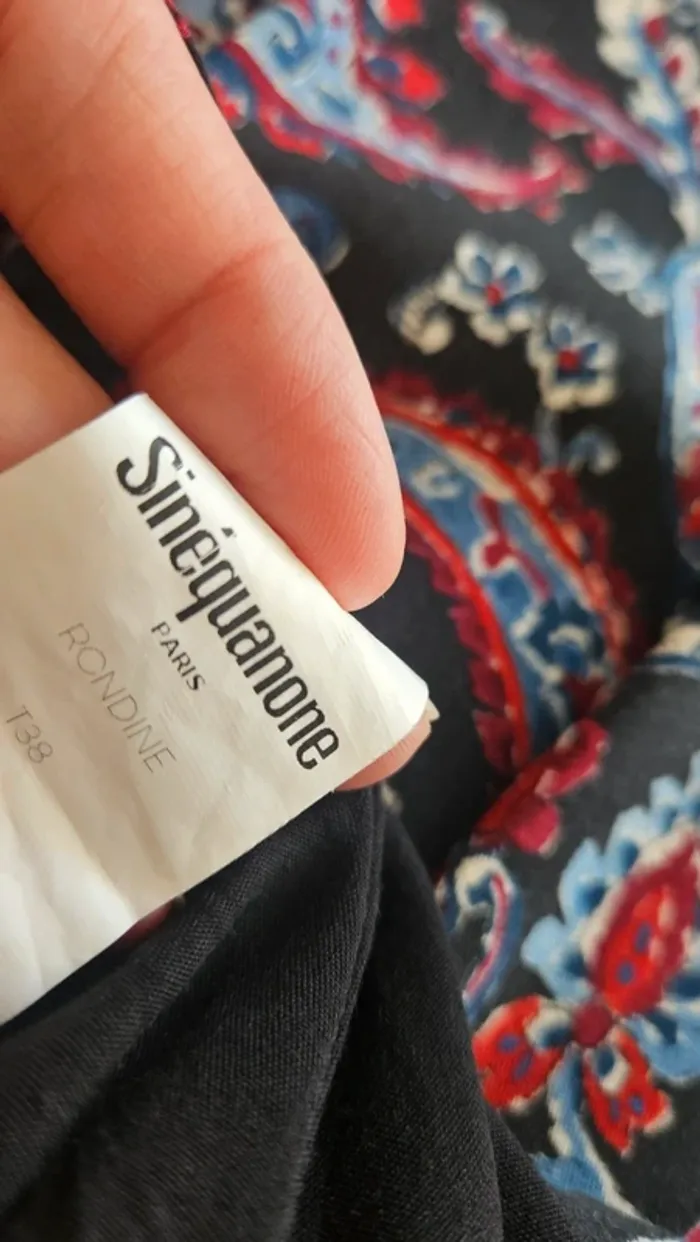 Sinéquanone
PARIS
RONDINE
T38